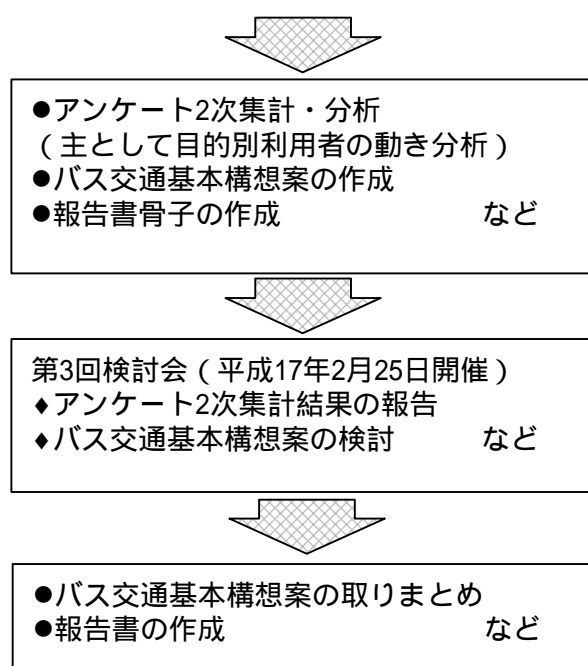 ●アンケート2次集計・分析
（主として目的別利用者の動き分析）
●バス交通基本構想案の作成
●報告書骨子の作成 など
第3回検討会（平成17年2月25日開催）
♦アンケート2次集計結果の報告
♦バス交通基本構想案の検討 など
●バス交通基本構想案の取りまとめ
●報告書の作成 など